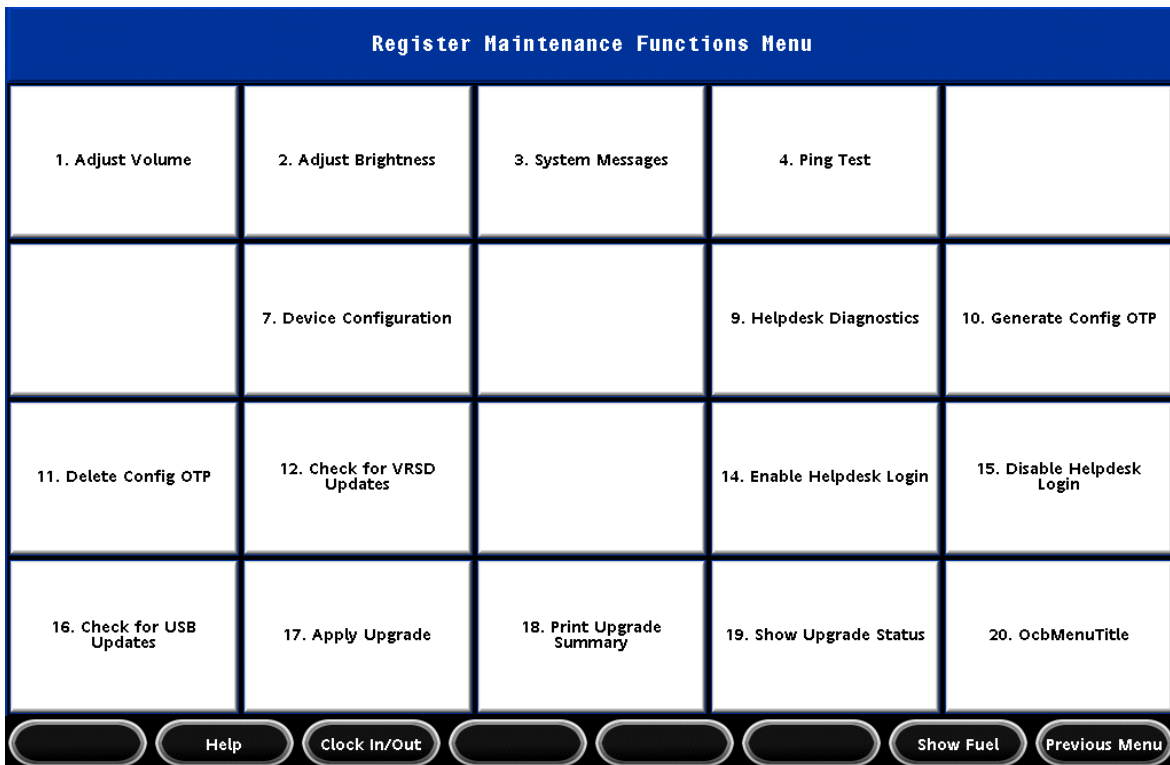 Register Maintenance Functions Menu
1. Adjust Volume
2. Adjust Brightness
3. System Messages
4. Ping Test
7. Device Configuration
9. Helpdesk Diagnostics
10. Generate Config OTP
11. Delete Config OTP
12. Check for VRSD
Updates
14. Enable Helpdesk Login
15. Disable Helpdesk
Login
16. Check for USB
Updates
17. Apply Upgrade
18. Print Upgrade
Summary
19. Show Upgrade Status
20. OcbMenuTitle
Help
Clock In/Out
Show Fuel
Previous Menu